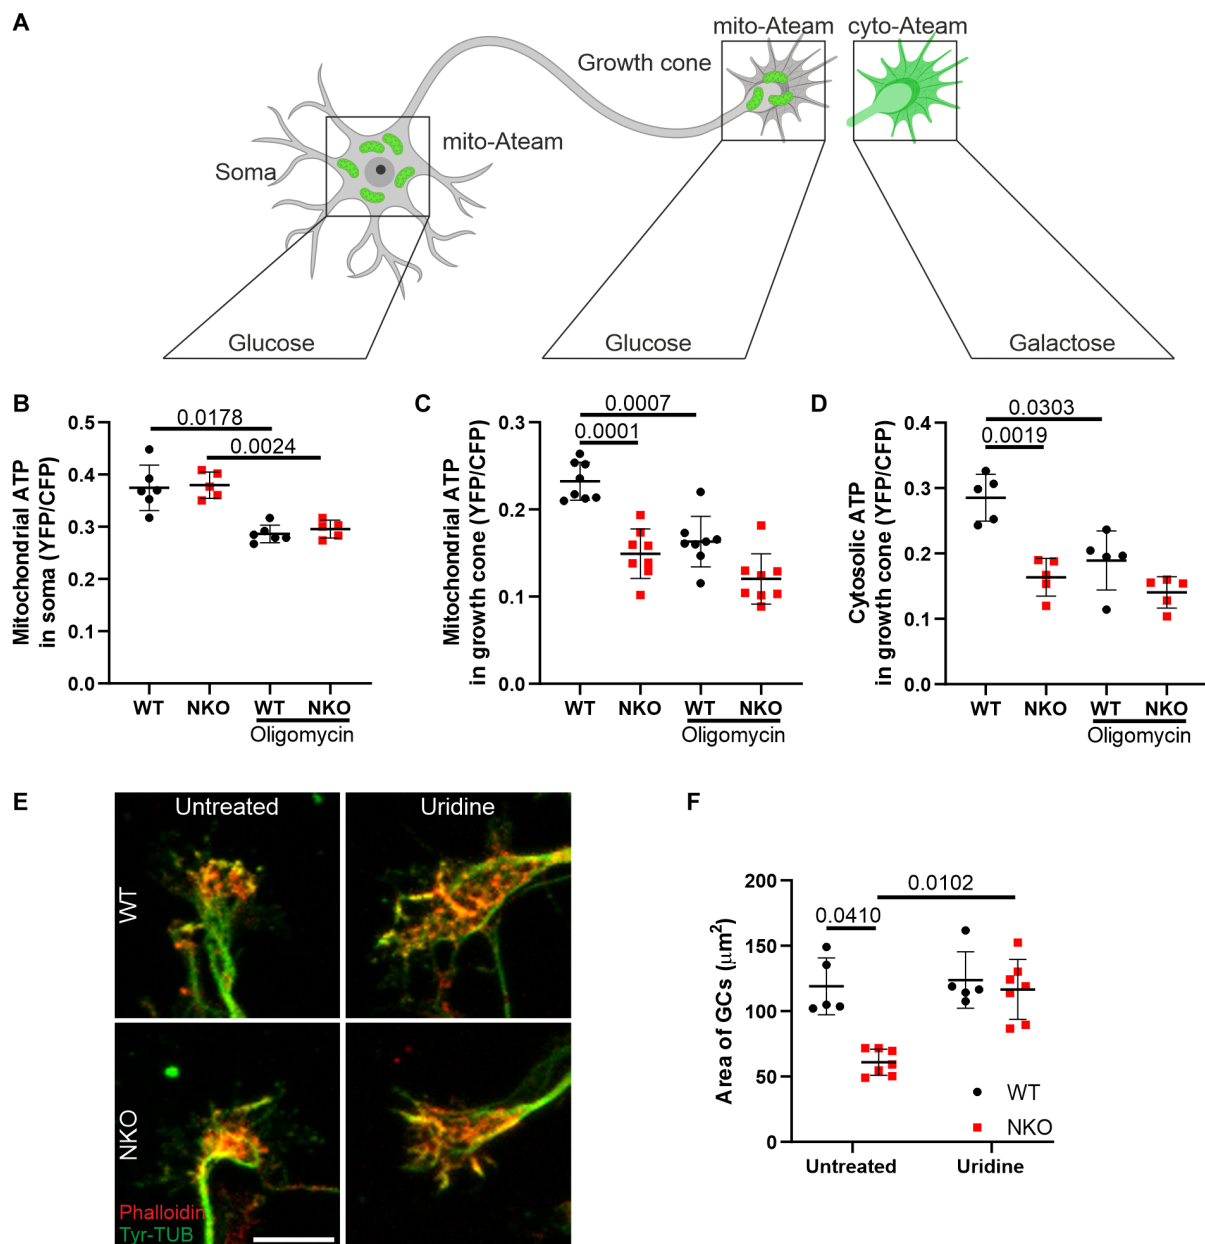 A
mito-Ateam
cyto-Ateam
Growth cone
mito-Ateam
Soma
Glucose
Glucose
Galactose
B
Mitochondrial ATP
in soma (YFP/CFP)
0.5
0.4
0.3
0.2
0.1
0.0
0.0178
0.0024
WT
NKO
WT
NKO
Oligomycin
C
Mitochondrial ATP
in growth cone (YFP/CFP)
0.3
0.2
0.1
0.0
0.0007
0.0001
WT
NKO
WT
NKO
Oligomycin
D
Cytosolic ATP
in growth cone (YFP/CFP)
0.4
0.3
0.2
0.1
0.0
0.0303
0.0019
WT
NKO
WT
NKO
Oligomycin
E
Untreated
Uridine
WT
NKO
Phalloidin
Tyr-TUB
F
Area of GCs (μm²)
200
150
100
50
0
0.0102
0.0410
WT
NKO
Untreated
Uridine